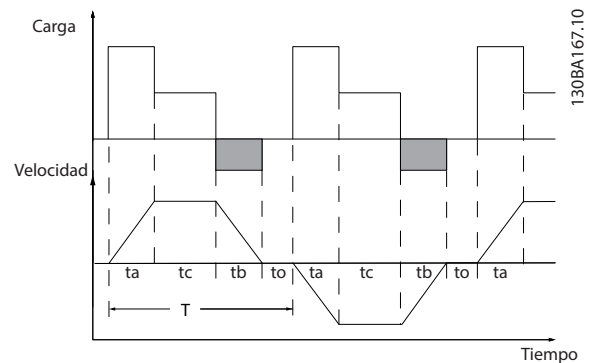 Carga
130BA167.10
Velocidad
ta tc tb to ta tc tb to ta
T
Tiempo